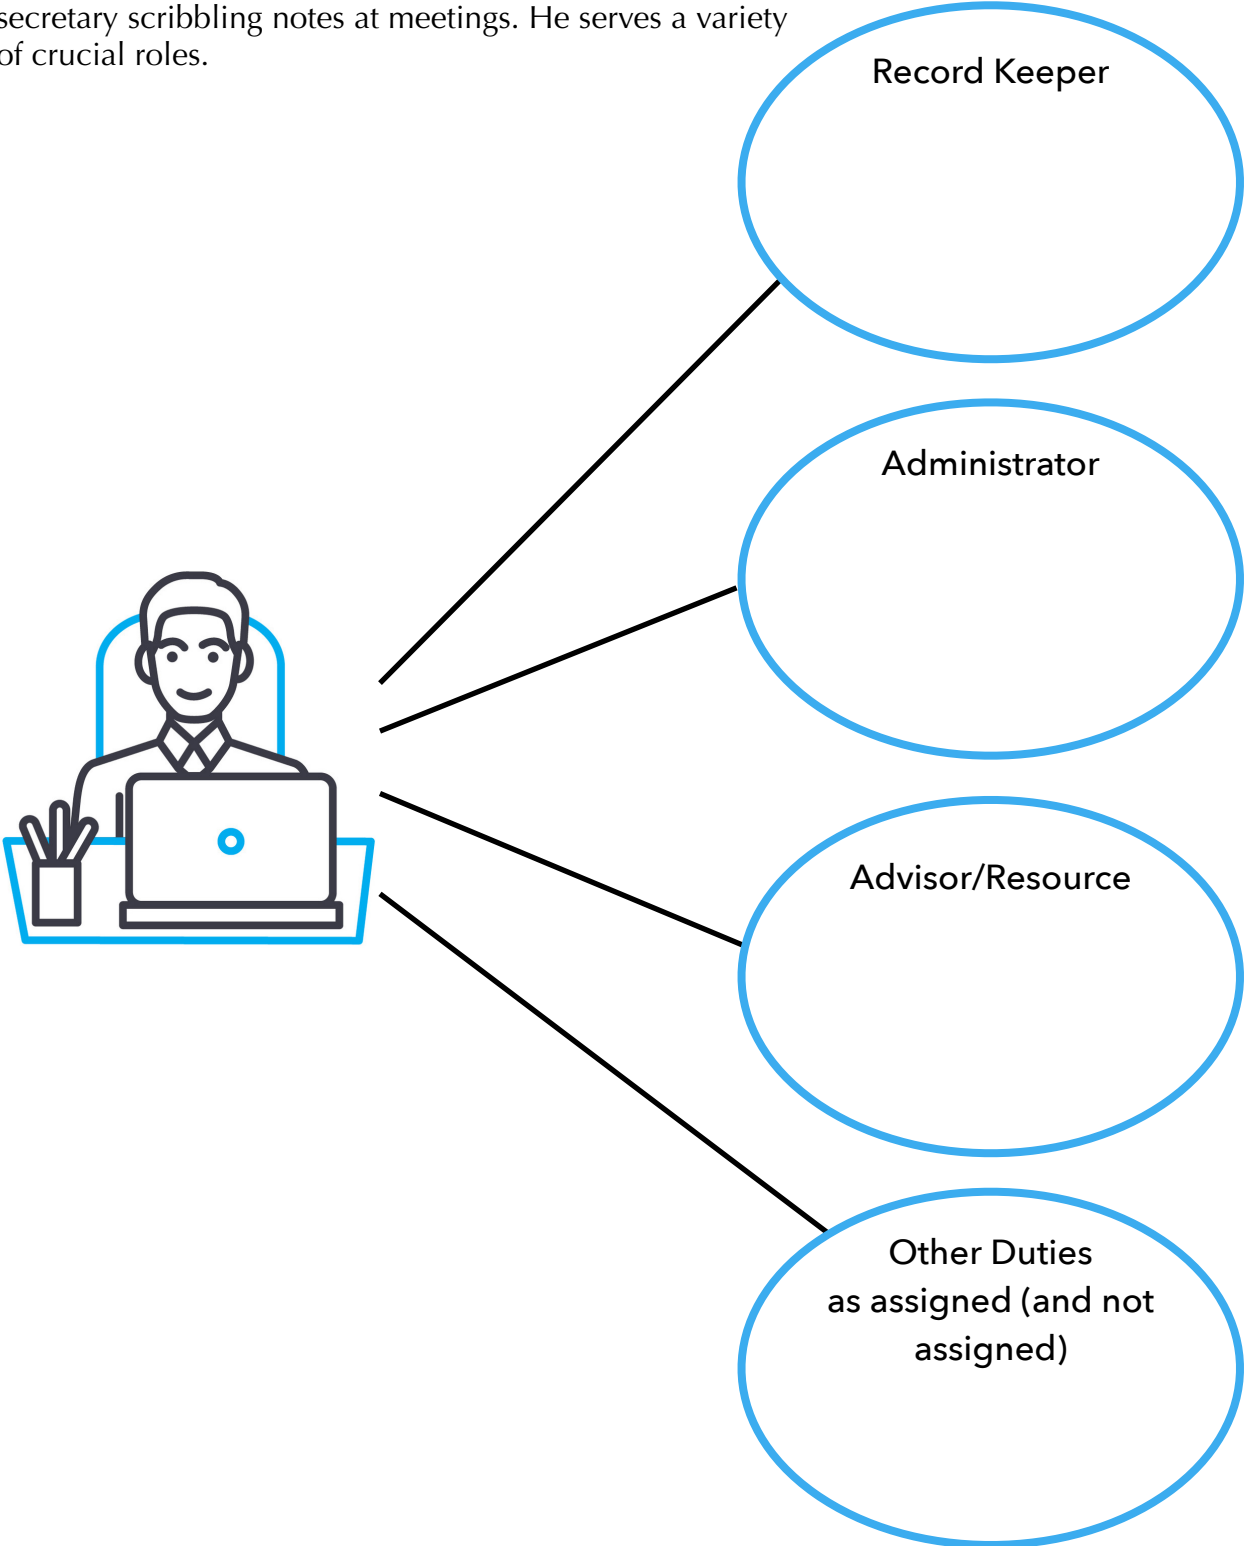 secretary scribbling notes at meetings. He serves a variety
of crucial roles.
Record Keeper
Administrator
Advisor/Resource
Other Duties
as assigned (and not
assigned)